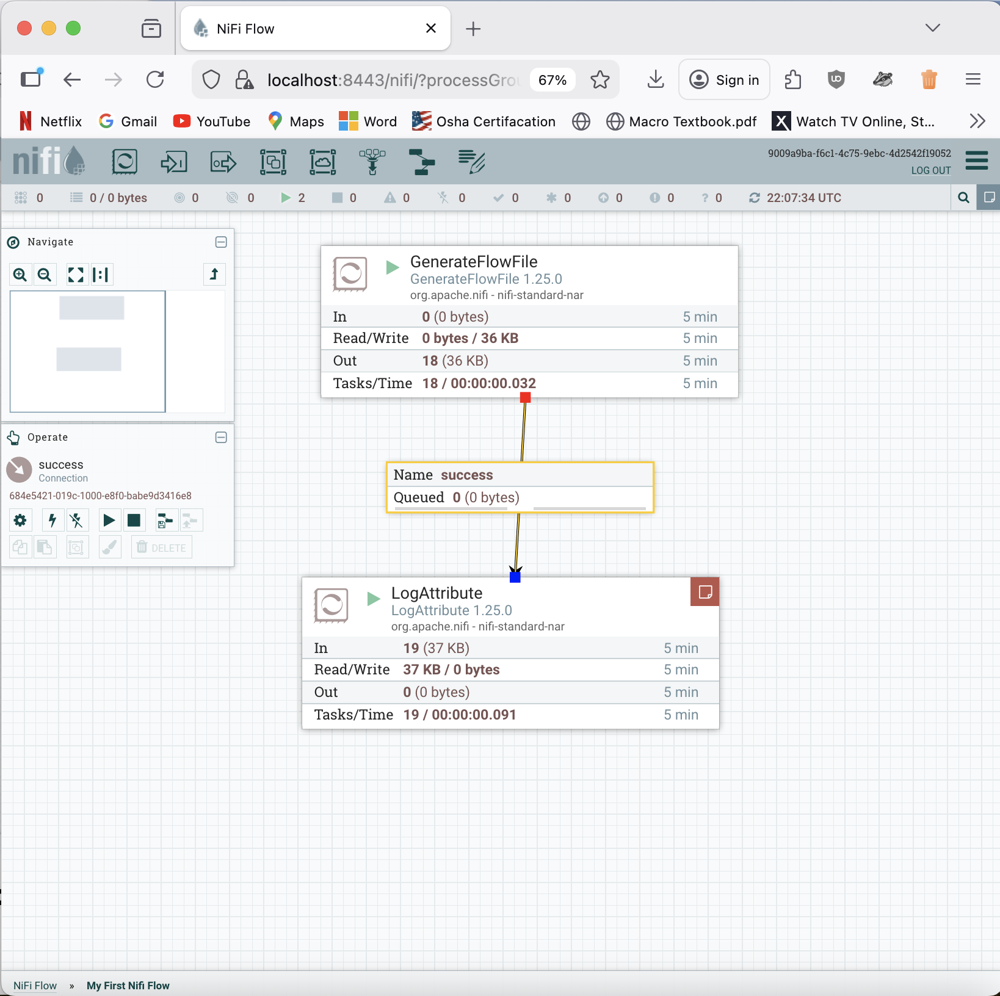 NiFi Flow
localhost:8443/nifi/?processGro
67%
Sign in
Netflix
Gmail
YouTube
Maps
Word
Osha Certifacation
Macro Textbook.pdf
Watch TV Online, St...
nifi
9009a9ba-f6c1-4c75-9ebc-4d2542f19052
LOG OUT
0
0 / 0 bytes
0
0
2
0
0
0
0
0
0
0
0
22:07:34 UTC
Navigate
Operate
success
Connection
684e5421-019c-1000-e8f0-babe9d3416e8
DELETE
GenerateFlowFile
GenerateFlowFile 1.25.0
org.apache.nifi - nifi-standard-nar
In 0 (0 bytes) 5 min
Read/Write 0 bytes / 36 KB 5 min
Out 18 (36 KB) 5 min
Tasks/Time 18 / 00:00:00.032 5 min
Name success
Queued 0 (0 bytes)
LogAttribute
LogAttribute 1.25.0
org.apache.nifi - nifi-standard-nar
In 19 (37 KB) 5 min
Read/Write 37 KB / 0 bytes 5 min
Out 0 (0 bytes) 5 min
Tasks/Time 19 / 00:00:00.091 5 min
NiFi Flow » My First Nifi Flow